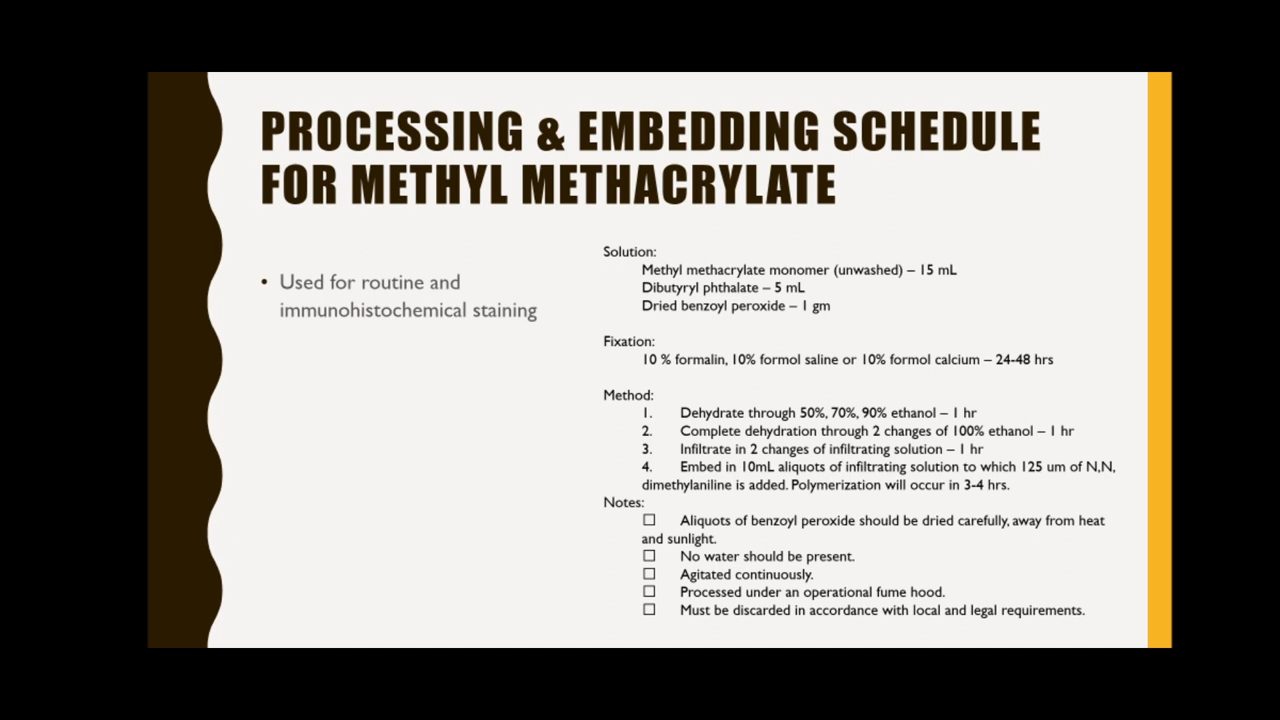 PROCESSING & EMBEDDING SCHEDULE
FOR METHYL METHACRYLATE
• Used for routine and
immunohistochemical staining
Solution:
Methyl methacrylate monomer (unwashed) – 15 mL
Dibutyryl phthalate – 5 mL
Dried benzoyl peroxide – 1 gm
Fixation:
10 % formalin, 10% formol saline or 10% formol calcium – 24-48 hrs
Method:
1. Dehydrate through 50%, 70%, 90% ethanol – 1 hr
2. Complete dehydration through 2 changes of 100% ethanol – 1 hr
3. Infiltrate in 2 changes of infiltrating solution – 1 hr
4. Embed in 10mL aliquots of infiltrating solution to which 125 um of N,N,
dimethylaniline is added. Polymerization will occur in 3-4 hrs.
Notes:
☐ Aliquots of benzoyl peroxide should be dried carefully, away from heat
and sunlight.
☐ No water should be present.
☐ Agitated continuously.
☐ Processed under an operational fume hood.
☐ Must be discarded in accordance with local and legal requirements.